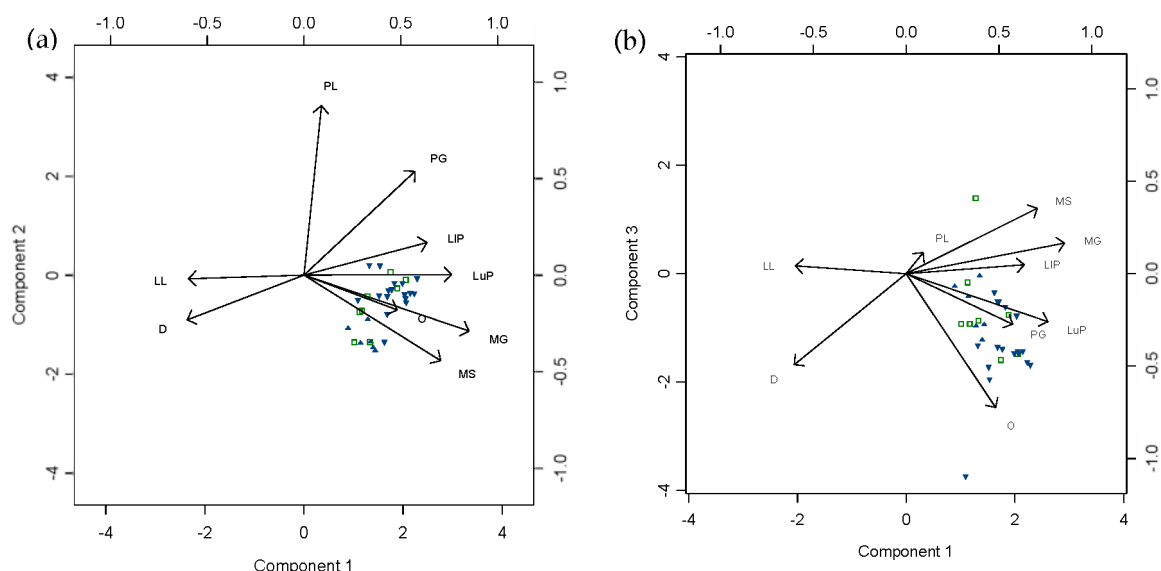 (a)
-1.0 -0.5 0.0 0.5 1.0
4
2
0
-2
-4
Component 2
PL
PG
LIP
LuP
LL
D
O
MG
MS
1.0
0.5
0.0
-0.5
-1.0
-4 -2 0 2 4
Component 1
(b)
-1.0 -0.5 0.0 0.5 1.0
4
2
0
-2
-4
Component 3
MS
PL
MG
LL
LIP
LuP
PG
D
O
1.0
0.5
0.0
-0.5
-1.0
-4 -2 0 2 4
Component 1